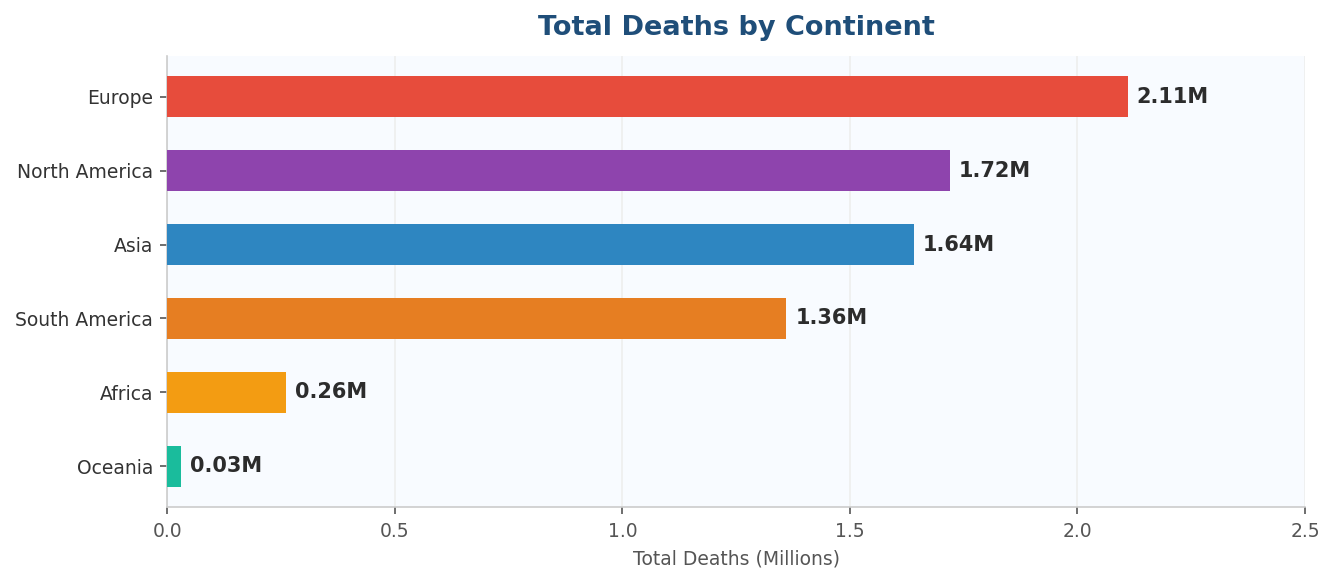 Total Deaths by Continent
Europe 2.11M
North America 1.72M
Asia 1.64M
South America 1.36M
Africa 0.26M
Oceania 0.03M
0.0 0.5 1.0 1.5 2.0 2.5
Total Deaths (Millions)